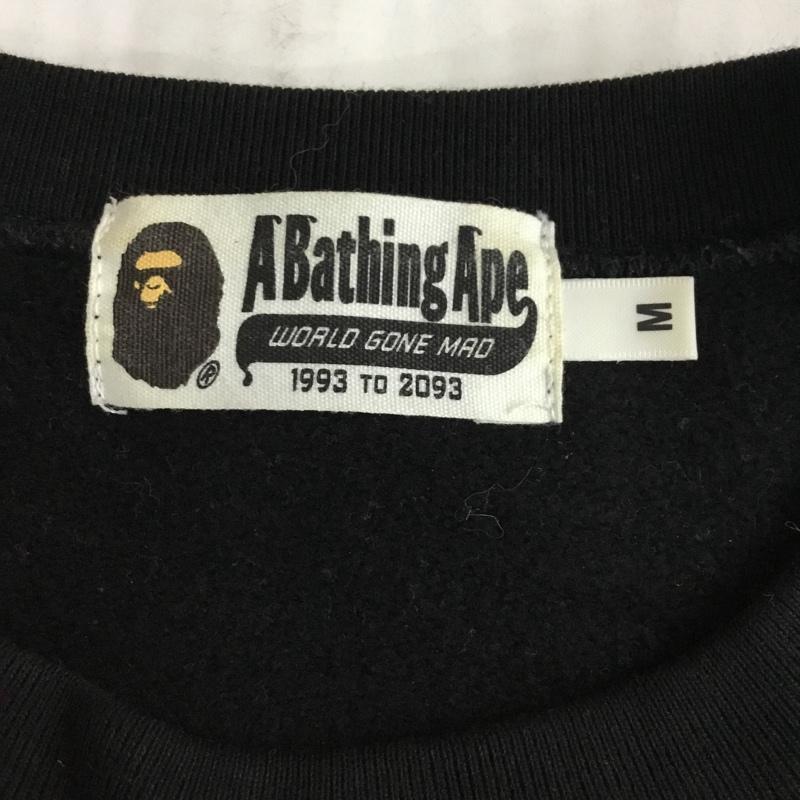 A Bathing Ape
WORLD GONE MAD
1993 TO 2093
®
M